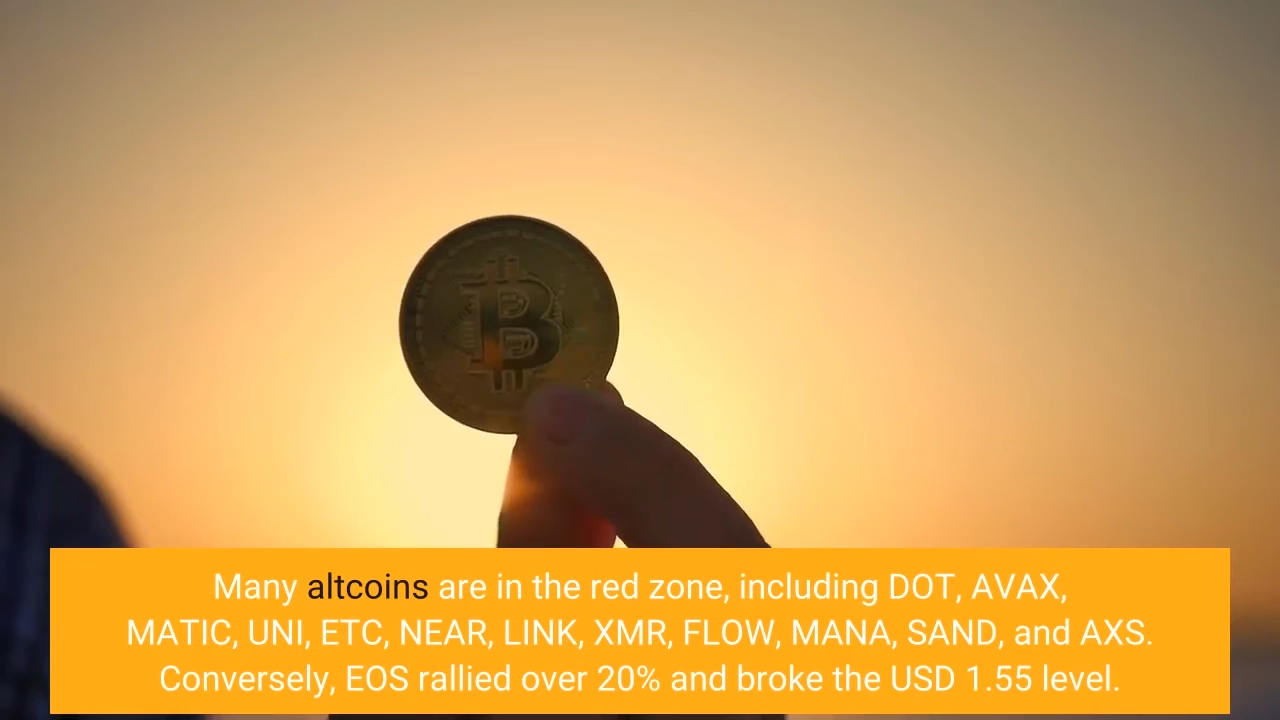 Many altcoins are in the red zone, including DOT, AVAX,
MATIC, UNI, ETC, NEAR, LINK, XMR, FLOW, MANA, SAND, and AXS.
Conversely, EOS rallied over 20% and broke the USD 1.55 level.